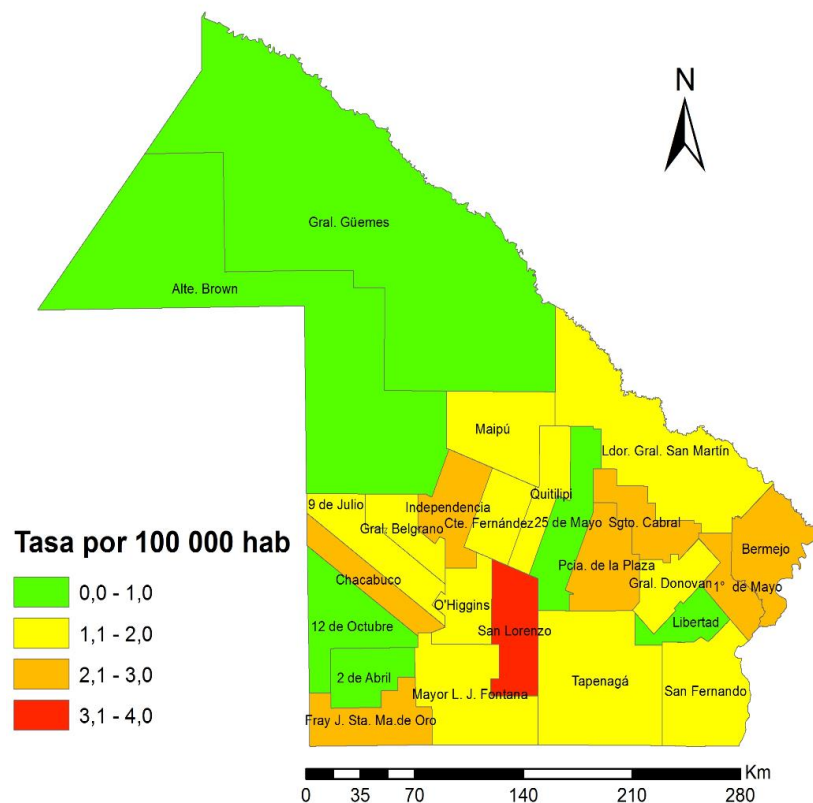 N
Gral. Güemes
Alte. Brown
Maipú
Ldor. Gral. San Martín
9 de Julio
Independencia
Quitilipi
Gral. Belgrano
Cte. Fernández
25 de Mayo
Sgto. Cabral
Bermejo
Chacabuco
Pcia. de la Plaza
Gral. Donovan
1° de Mayo
O'Higgins
12 de Octubre
San Lorenzo
Libertad
2 de Abril
Mayor L. J. Fontana
Tapenagá
San Fernando
Fray J. Sta. Ma.de Oro
Tasa por 100 000 hab
0,0 - 1,0
1,1 - 2,0
2,1 - 3,0
3,1 - 4,0
Km
0 35 70 140 210 280